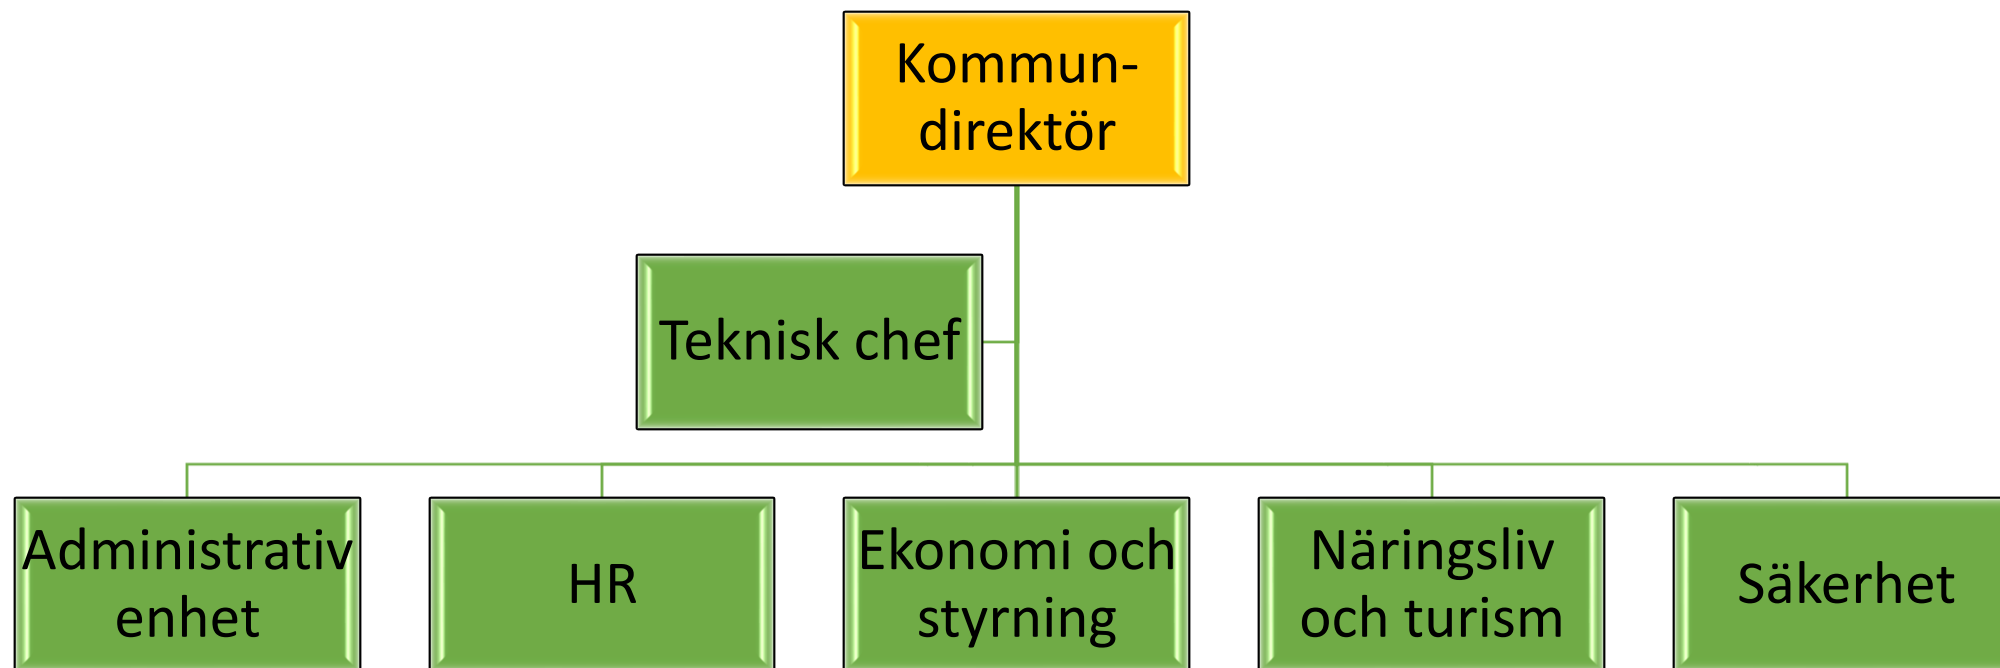 Kommun-
direktör
Teknisk chef
Administrativ
enhet
HR
Ekonomi och
styrning
Näringsliv
och turism
Säkerhet